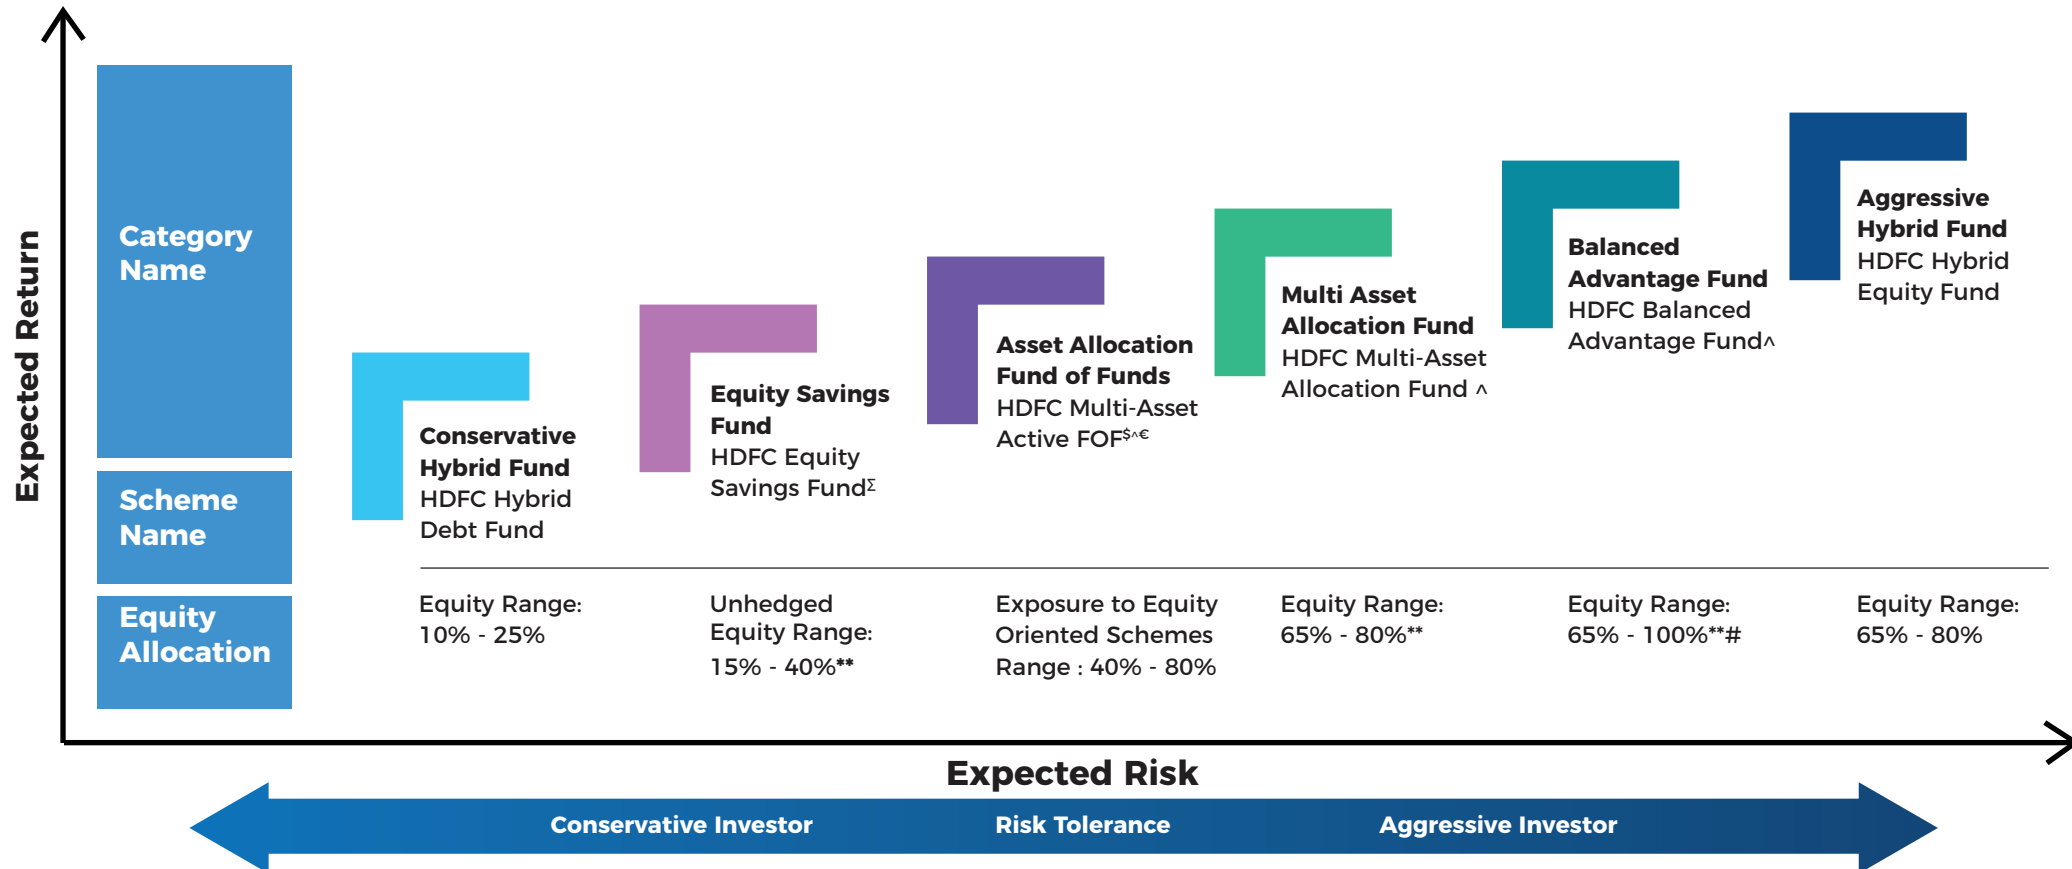 Expected Return
Category
Name
Scheme
Name
Equity
Allocation
Conservative
Hybrid Fund
HDFC Hybrid
Debt Fund
Equity Savings
Fund
HDFC Equity
Savings FundΣ
Asset Allocation
Fund of Funds
HDFC Multi-Asset
Active FOF$^€
Multi Asset
Allocation Fund
HDFC Multi-Asset
Allocation Fund ^
Balanced
Advantage Fund
HDFC Balanced
Advantage Fund^
Aggressive
Hybrid Fund
HDFC Hybrid
Equity Fund
Equity Range:
10% - 25%
Unhedged
Equity Range:
15% - 40%**
Exposure to Equity
Oriented Schemes
Range : 40% - 80%
Equity Range:
65% - 80%**
Equity Range:
65% - 100%**#
Equity Range:
65% - 80%
Expected Risk
Conservative Investor
Risk Tolerance
Aggressive Investor